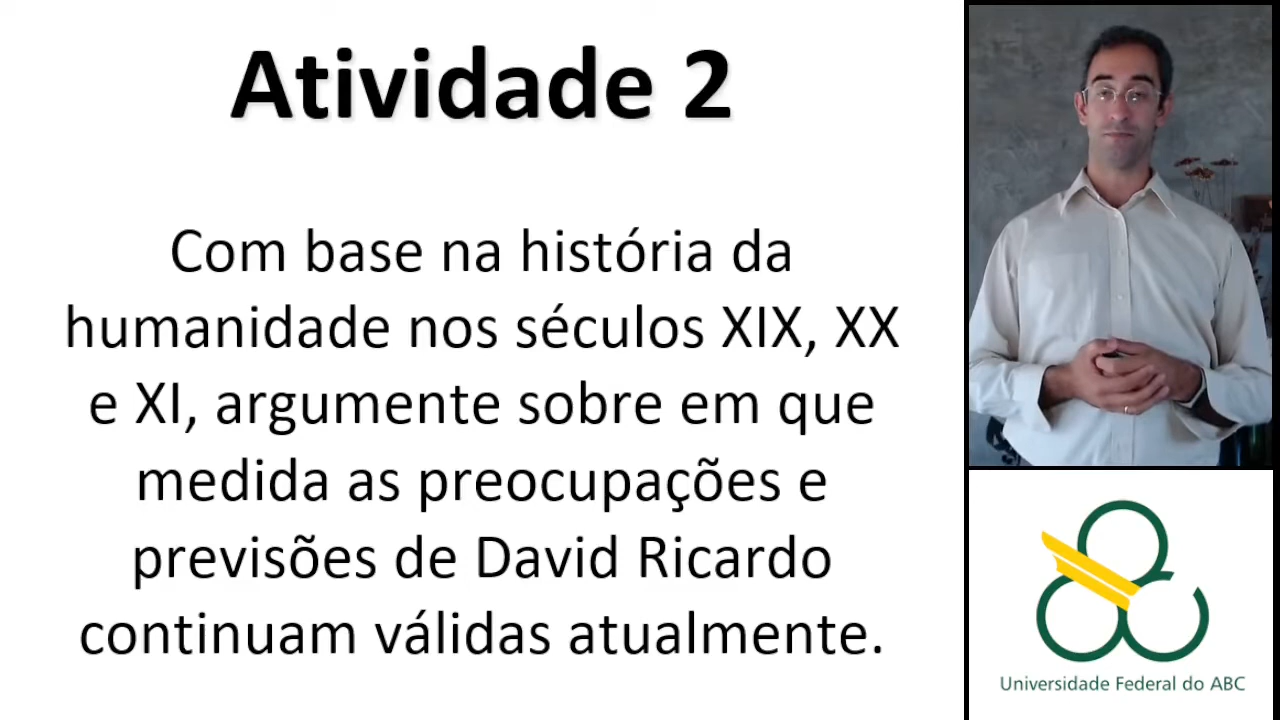 Atividade 2
Com base na história da
humanidade nos séculos XIX, XX
e XI, argumente sobre em que
medida as preocupações e
previsões de David Ricardo
continuam válidas atualmente.
Universidade Federal do ABC